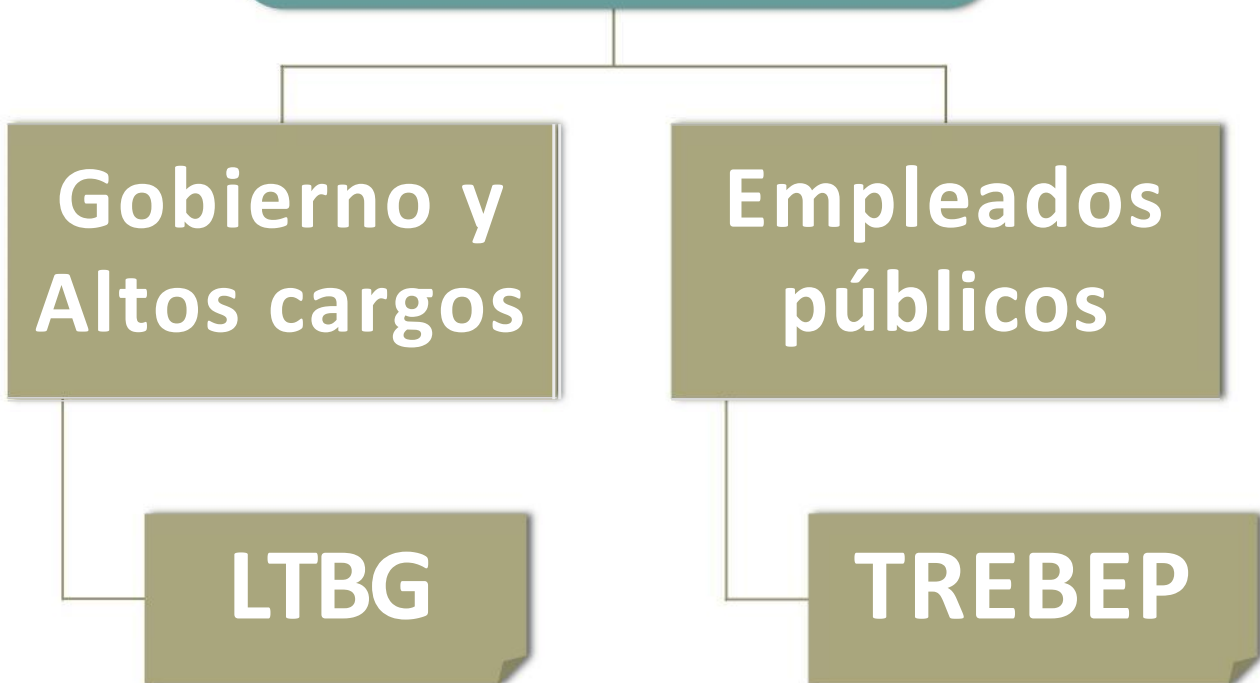 Gobierno y
Altos cargos
Empleados
públicos
LTBG
TREBEP